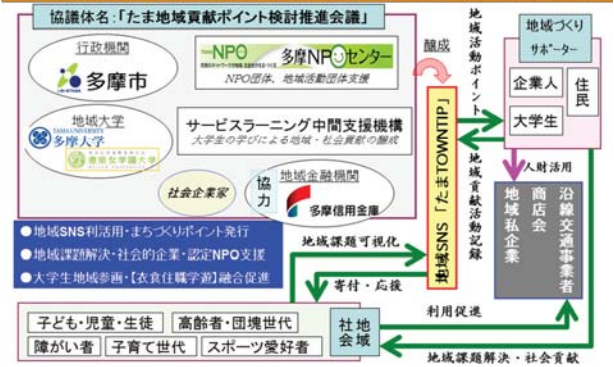 協議体名：「たま地域貢献ポイント検討推進会議」
行政機関
多摩市
NPO
多摩NPOセンター
NPO団体、地域活動団体支援
地域大学
TAMA UNIVERSITY
多摩大学
恵泉女学園大学
サービスラーニング中間支援機構
大学生の学びによる地域・社会貢献の醸成
社会企業家
協力
地域金融機関
多摩信用金庫
醸成
地域SNS「たまTOWNTIP」
地域活動ポイント
地域貢献活動記録
地域づくり
サポーター
企業人
住民
大学生
人財活用
沿線交通事業者
商店会
地域私企業
●地域SNS利活用・まちづくりポイント発行
●地域課題解決・社会的企業・認定NPO支援
●大学生地域参画・【衣食住職学遊】融合促進
地域課題可視化
寄付・応援
利用促進
子ども・児童・生徒
高齢者・団塊世代
障がい者
子育て世代
スポーツ愛好者
地域
社会
地域課題解決・社会貢献